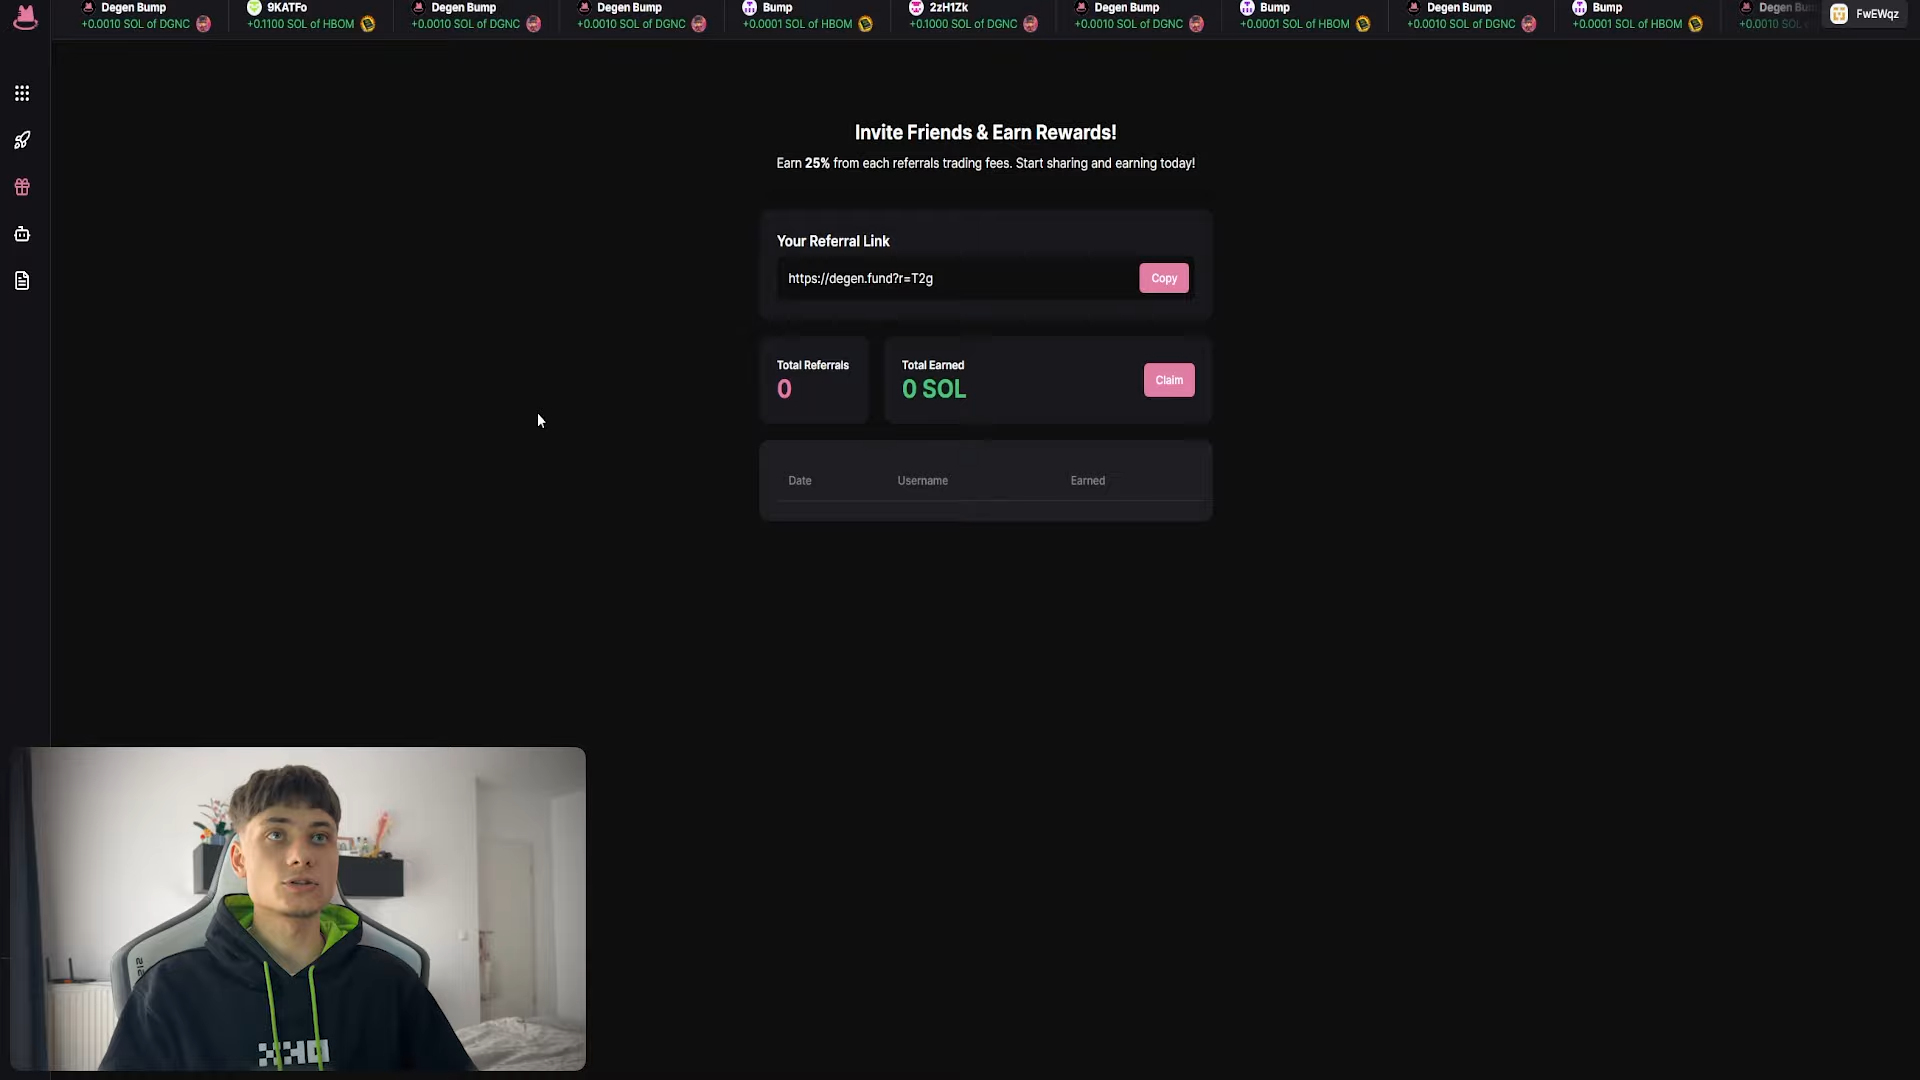 Degen Bump
+0.0010 SOL of DGNC
9KATFo
+0.1100 SOL of HBOM
Degen Bump
+0.0010 SOL of DGNC
Degen Bump
+0.0010 SOL of DGNC
Bump
+0.0001 SOL of HBOM
2zH1Zk
+0.1000 SOL of DGNC
Degen Bump
+0.0010 SOL of DGNC
Bump
+0.0001 SOL of HBOM
Degen Bump
+0.0010 SOL of DGNC
Bump
+0.0001 SOL of HBOM
Degen
+0.0010 SOL
FwEWqz
Invite Friends & Earn Rewards!
Earn 25% from each referrals trading fees. Start sharing and earning today!
Your Referral Link
https://degen.fund?r=T2g
Copy
Total Referrals
0
Total Earned
0 SOL
Claim
Date Username Earned